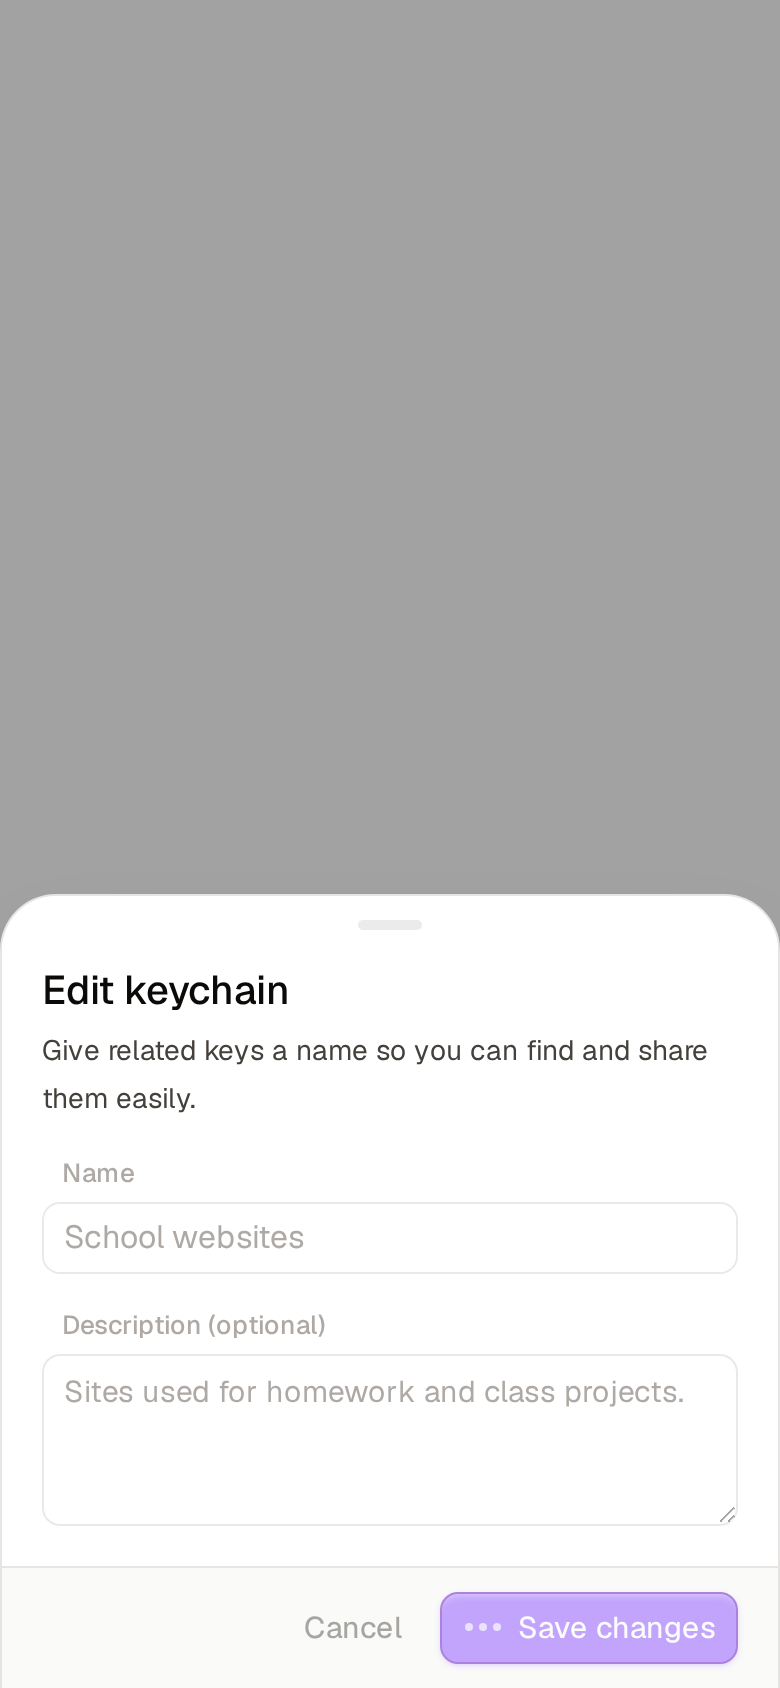 Edit keychain
Give related keys a name so you can find and share
them easily.
Name
School websites
Description (optional)
Sites used for homework and class projects.
Cancel
Save changes